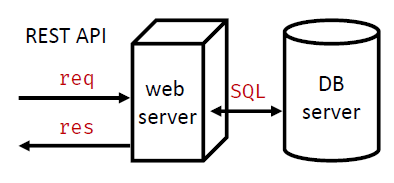 REST API
req
res
web
server
SQL
DB
server